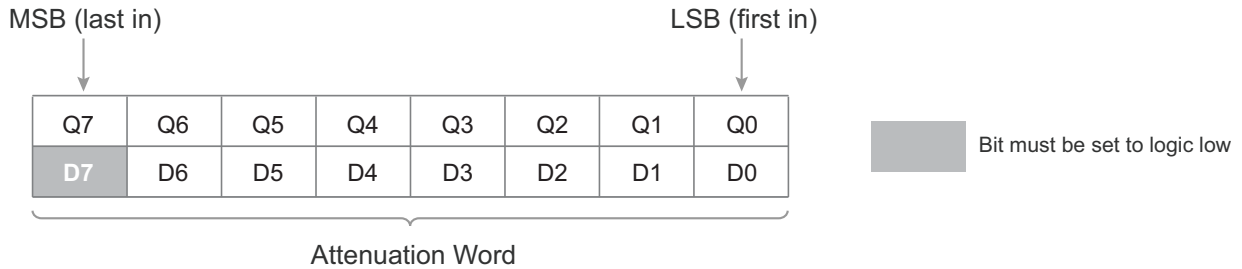 MSB (last in) LSB (first in)
Q7 Q6 Q5 Q4 Q3 Q2 Q1 Q0
D7 D6 D5 D4 D3 D2 D1 D0
Bit must be set to logic low
Attenuation Word